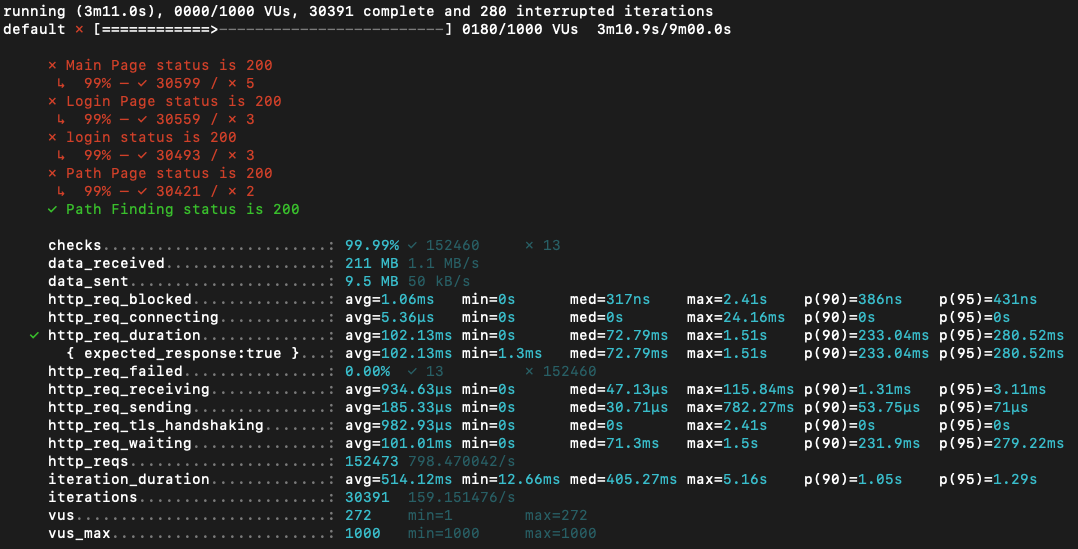 running (3m11.0s), 0000/1000 VUs, 30391 complete and 280 interrupted iterations
default ✗ [============>-------------------------] 0180/1000 VUs  3m10.9s/9m00.0s
✗ Main Page status is 200
↳  99% — ✓ 30599 / ✗ 5
✗ Login Page status is 200
↳  99% — ✓ 30559 / ✗ 3
✗ login status is 200
↳  99% — ✓ 30493 / ✗ 3
✗ Path Page status is 200
↳  99% — ✓ 30421 / ✗ 2
✓ Path Finding status is 200
checks.........................: 99.99% ✓ 152460     ✗ 13
data_received..................: 211 MB 1.1 MB/s
data_sent......................: 9.5 MB 50 kB/s
http_req_blocked...............: avg=1.06ms   min=0s      med=317ns    max=2.41s    p(90)=386ns    p(95)=431ns
http_req_connecting............: avg=5.36µs   min=0s      med=0s       max=24.16ms  p(90)=0s       p(95)=0s
✓ http_req_duration..............: avg=102.13ms min=0s      med=72.79ms  max=1.51s    p(90)=233.04ms p(95)=280.52ms
{ expected_response:true }...: avg=102.13ms min=1.3ms   med=72.79ms  max=1.51s    p(90)=233.04ms p(95)=280.52ms
http_req_failed................: 0.00%  ✓ 13         ✗ 152460
http_req_receiving.............: avg=934.63µs min=0s      med=47.13µs  max=115.84ms p(90)=1.31ms   p(95)=3.11ms
http_req_sending...............: avg=185.33µs min=0s      med=30.71µs  max=782.27ms p(90)=53.75µs  p(95)=71µs
http_req_tls_handshaking.......: avg=982.93µs min=0s      med=0s       max=2.41s    p(90)=0s       p(95)=0s
http_req_waiting...............: avg=101.01ms min=0s      med=71.3ms   max=1.5s     p(90)=231.9ms  p(95)=279.22ms
http_reqs......................: 152473 798.470042/s
iteration_duration.............: avg=514.12ms min=12.66ms med=405.27ms max=5.16s    p(90)=1.05s    p(95)=1.29s
iterations.....................: 30391  159.151476/s
vus............................: 272    min=1        max=272
vus_max........................: 1000   min=1000     max=1000